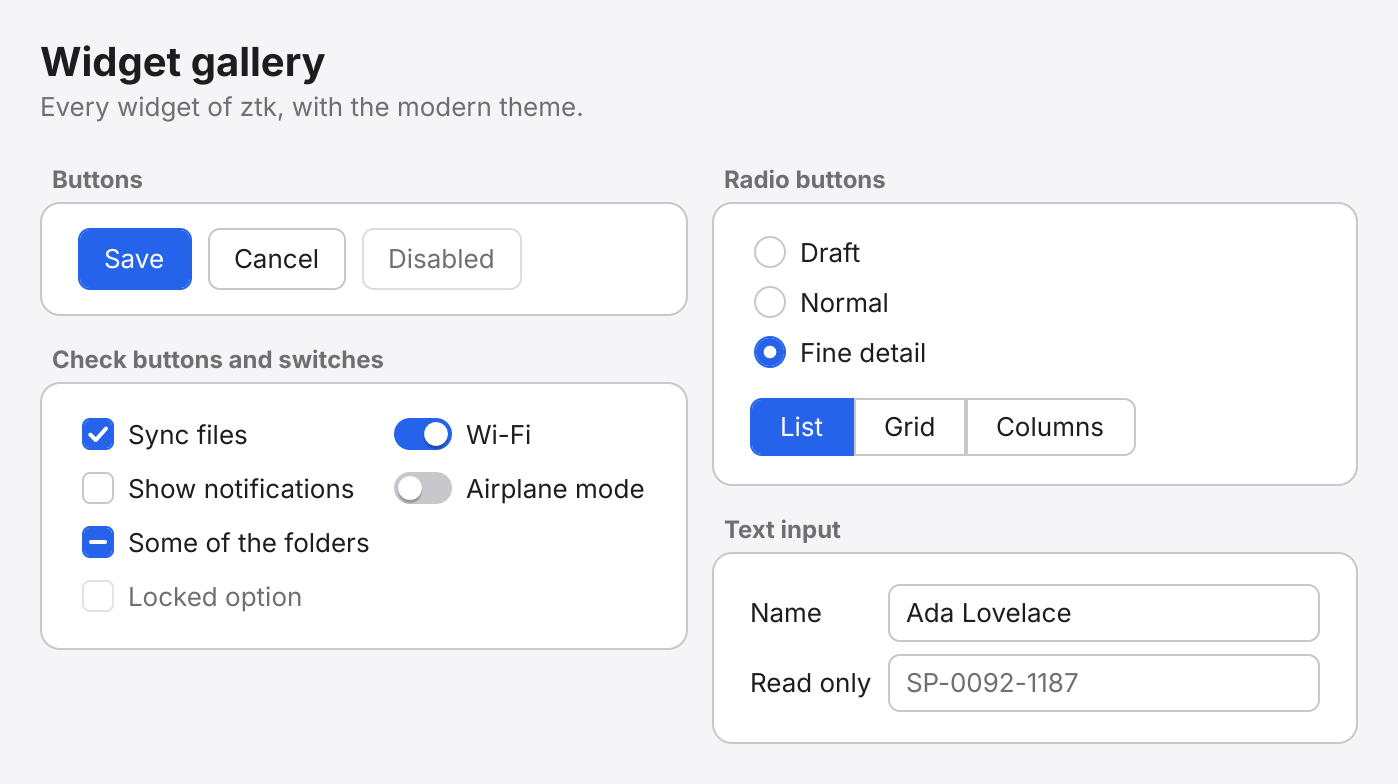 Widget gallery
Every widget of ztk, with the modern theme.
Buttons
Save Cancel Disabled
Check buttons and switches
Sync files Wi-Fi
Show notifications Airplane mode
Some of the folders
Locked option
Radio buttons
Draft
Normal
Fine detail
List Grid Columns
Text input
Name Ada Lovelace
Read only SP-0092-1187